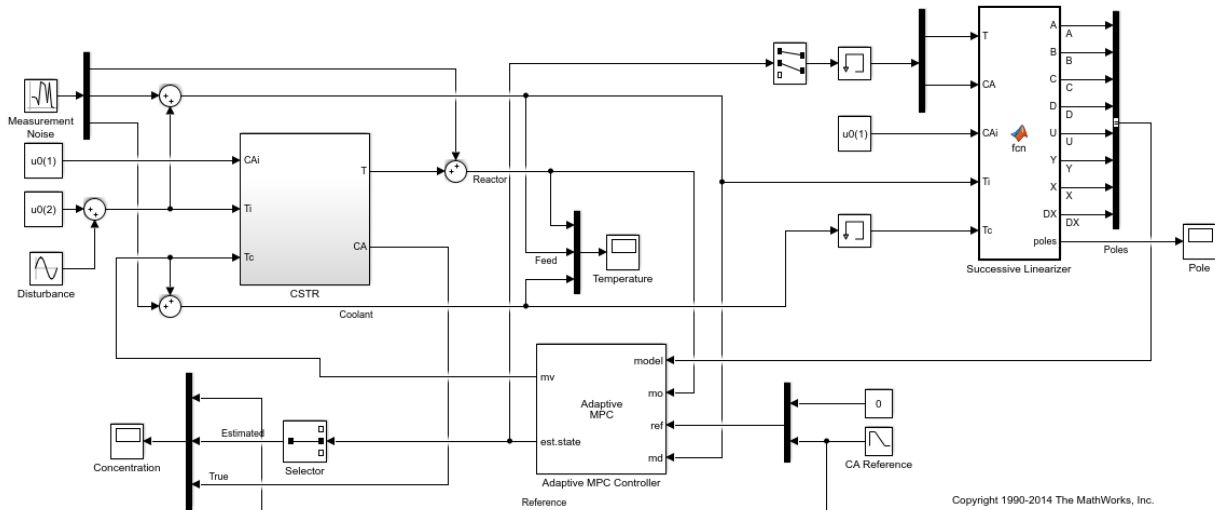 Measurement
Noise
u0(1)
u0(2)
Disturbance
CAi
Ti
Tc
T
CA
CSTR
Reactor
Feed
Coolant
Temperature
u0(1)
T
CA
CAi
Ti
Tc
fcn
A
B
C
D
U
Y
X
DX
poles
Successive Linearizer
A
B
C
D
U
Y
X
DX
Poles
Pole
mv
est.state
Adaptive
MPC
model
mo
ref
md
Adaptive MPC Controller
0
CA Reference
Concentration
Estimated
True
Selector
Reference
Copyright 1990-2014 The MathWorks, Inc.